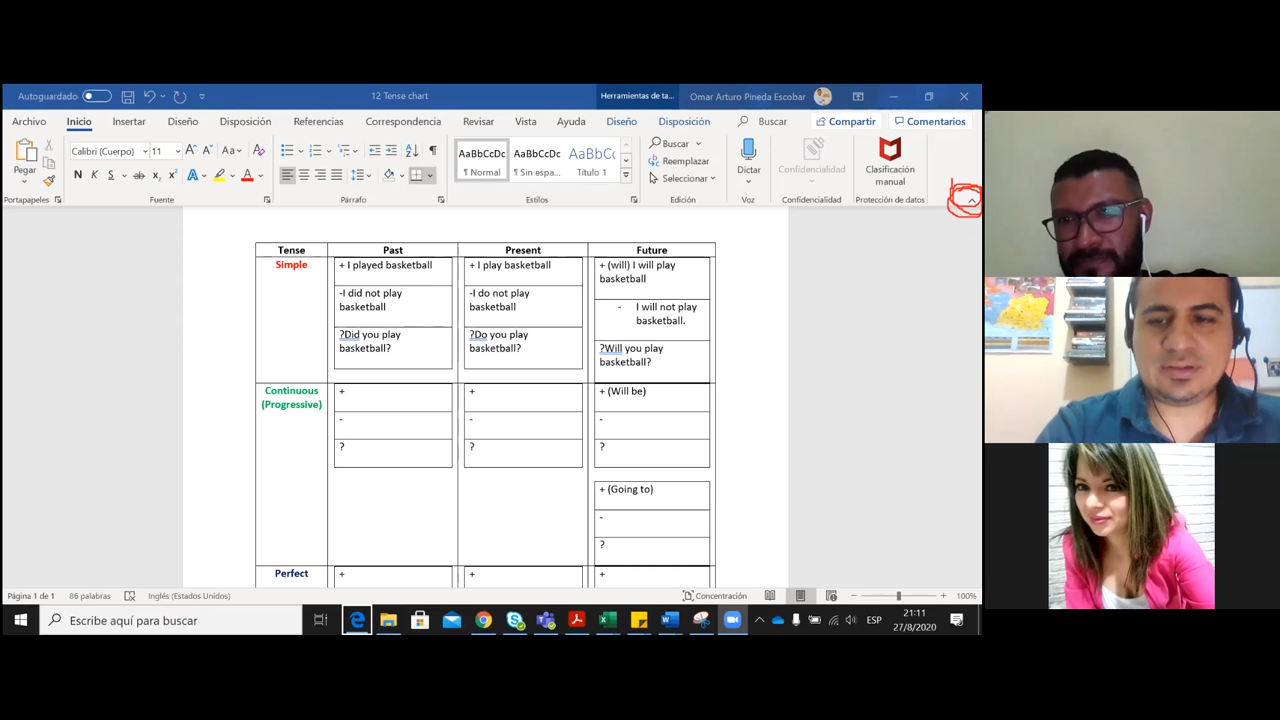 Autoguardado
12 Tense chart
Herramientas de ta...
Omar Arturo Pineda Escobar
Archivo Inicio Insertar Diseño Disposición Referencias Correspondencia Revisar Vista Ayuda Diseño Disposición Buscar Compartir Comentarios
Pegar
Calibri (Cuerpo) 11
Aa
N K S ab x₂ x² A A
AaBbCcDc AaBbCcDc AaBbCc
¶ Normal ¶ Sin espa... Título 1
Buscar
Reemplazar
Seleccionar
Dictar
Confidencialidad
Clasificación manual
Portapapeles Fuente Párrafo Estilos Edición Voz Confidencialidad Protección de datos
Tense Past Present Future
Simple
+ I played basketball
-I did not play
basketball
?Did you play
basketball?
+ I play basketball
-I do not play
basketball
?Do you play
basketball?
+ (will) I will play
basketball
- I will not play
basketball.
?Will you play
basketball?
Continuous
(Progressive)
+
-
?
+
-
?
+ (Will be)
-
?
+ (Going to)
-
?
Perfect
+ + +
Página 1 de 1 86 palabras Inglés (Estados Unidos) Concentración 100%
Escribe aquí para buscar
ESP
21:11
27/8/2020